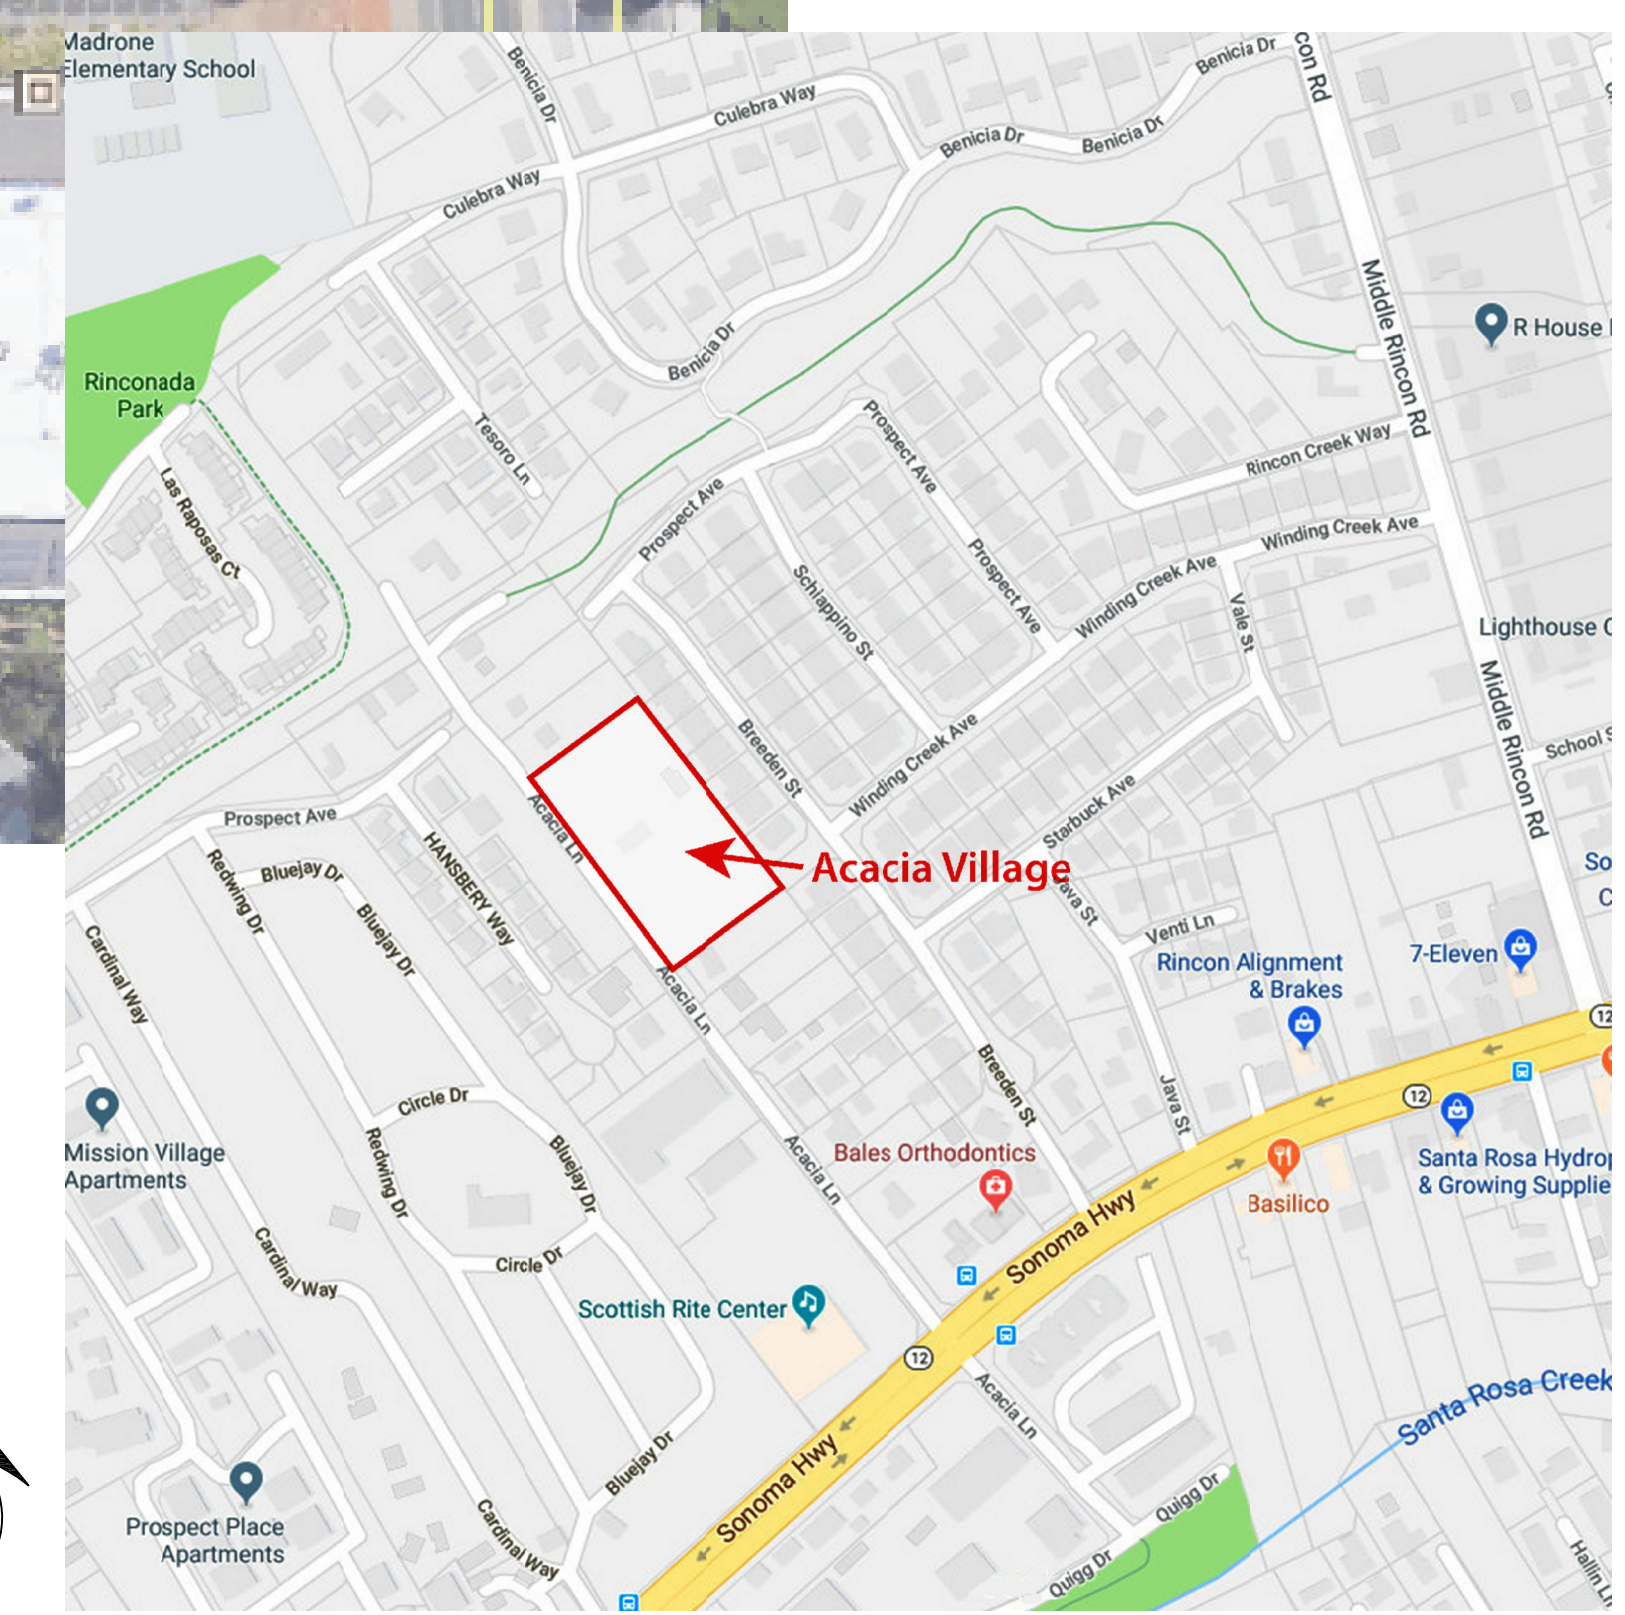 Madrone
Elementary School
Benicia Dr
Culebra Way
Benicia Dr
con Rd
Benicia Dr
Benicia Dr
Culebra Way
Middle Rincon Rd
R House
Benicia Dr
Rinconada
Park
Tesoro Ln
Prospect Ave
Rincon Creek Way
Las Raposas Ct
Prospect Ave
Winding Creek Ave
Prospect Ave
Winding Creek Ave
Schiappino St
Vale St
Lighthouse
Middle Rincon Rd
School
Breeden St
Winding Creek Ave
Starbuck Ave
Acacia Ln
Prospect Ave
HANSBERY Way
Acacia Village
Redwing Dr
Bluejay Dr
So
C
Java St
Bluejay Dr
Venti Ln
Cardinal Way
Rincon Alignment
& Brakes
7-Eleven
Acacia Ln
12
Breeden St
Java St
12
Circle Dr
Mission Village
Apartments
Redwing Dr
Bluejay Dr
Acacia Ln
Bales Orthodontics
Santa Rosa Hydrop
& Growing Supplie
Basilico
Sonoma Hwy
Cardinal Way
Circle Dr
Scottish Rite Center
12
Acacia Ln
Santa Rosa Creek
Bluejay Dr
Sonoma Hwy
Quigg Dr
Prospect Place
Apartments
Cardinal Way
Quigg Dr
Hallin Ln